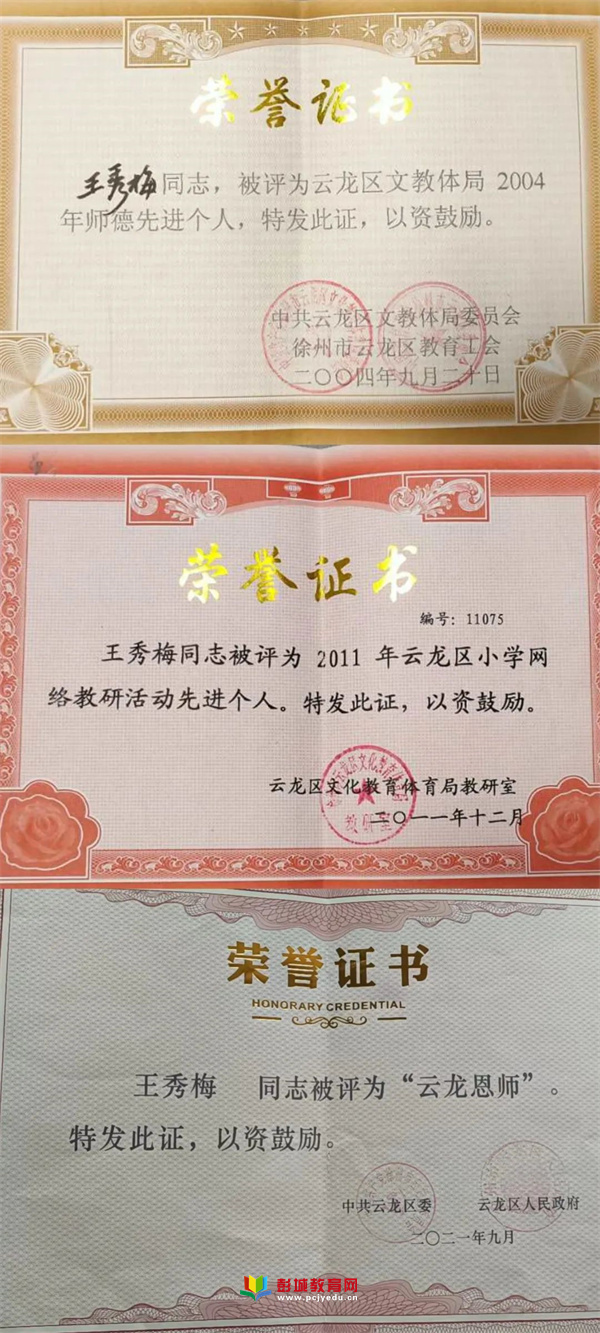 荣誉证书
王秀梅同志，被评为云龙区文教体局 2004
年师德先进个人，特发此证，以资鼓励。
中共云龙区文教体局委员会
徐州市云龙区教育工会
二〇〇四年九月二十日
荣誉证书
编号：11075
王秀梅同志被评为 2011 年云龙区小学网
络教研活动先进个人。特发此证，以资鼓励。
云龙区文化教育体育局教研室
教研室
二〇一一年十二月
荣誉证书
HONORARY CREDENTIAL
王秀梅 同志被评为“云龙恩师”。
特发此证，以资鼓励。
中共云龙区委 云龙区人民政府
二〇二一年九月
彭城教育网
www.pcjyedu.cn